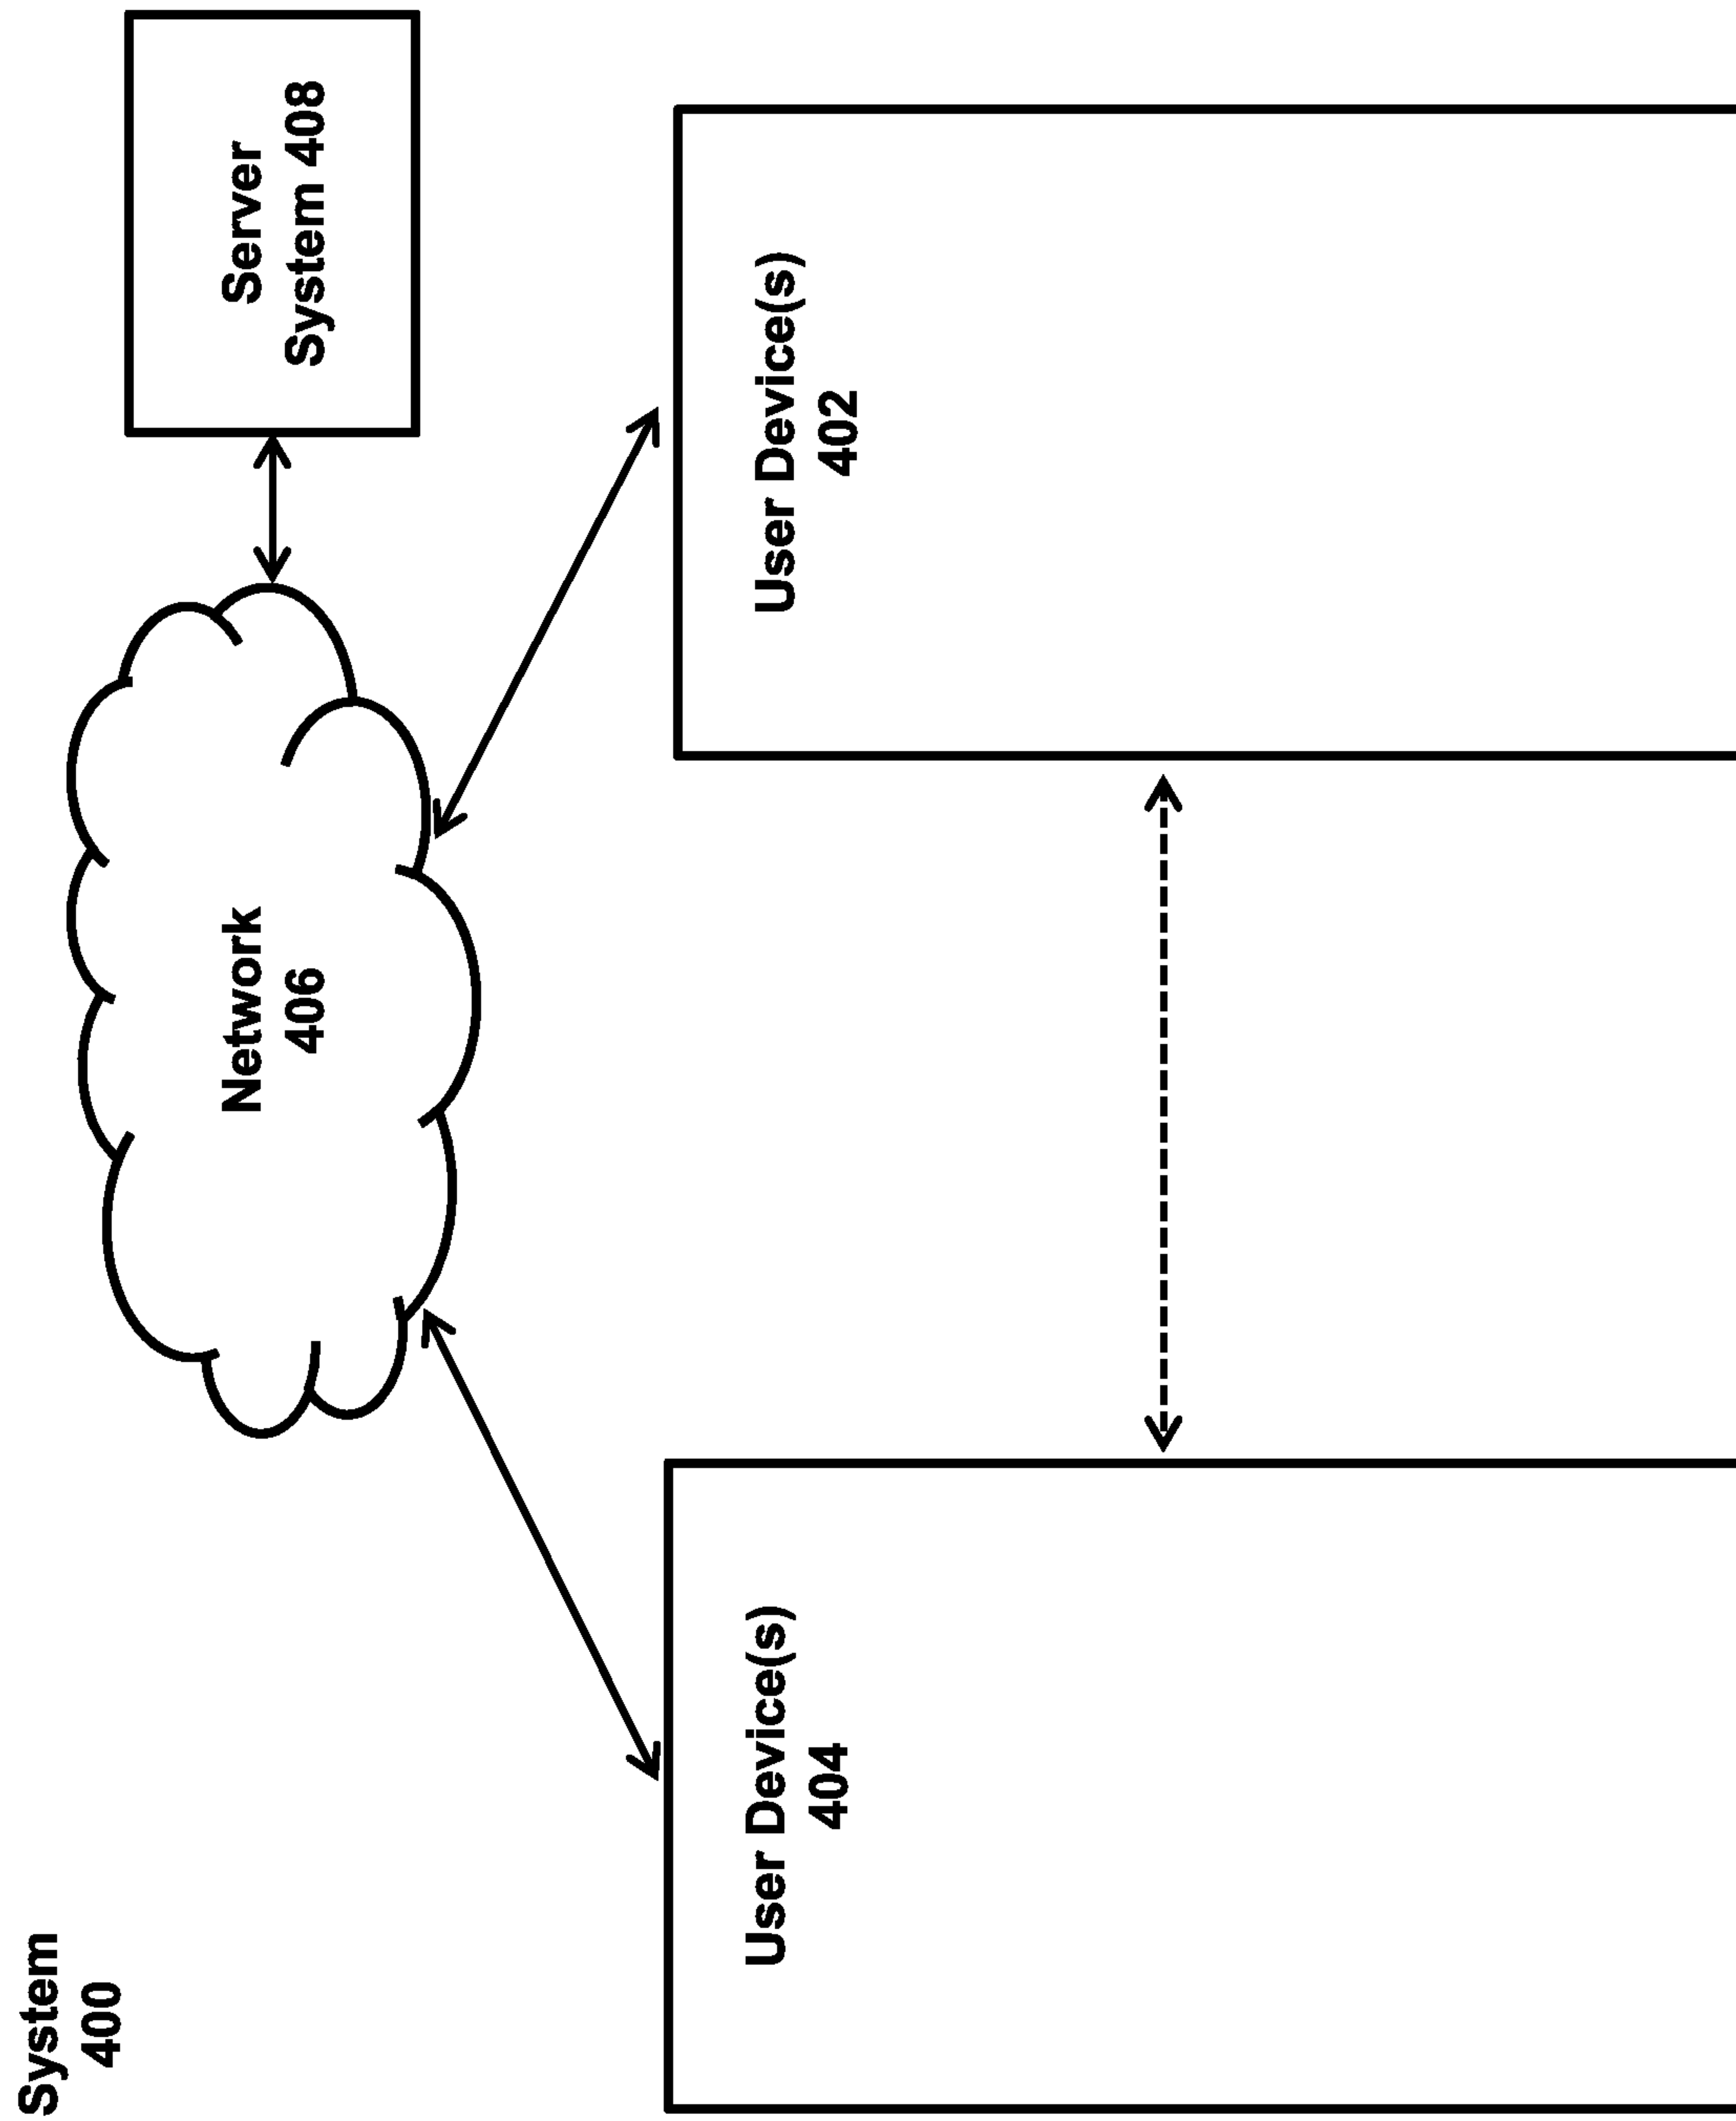 System
400
Network
406
Server
System 408
User Device(s)
404
User Device(s)
402